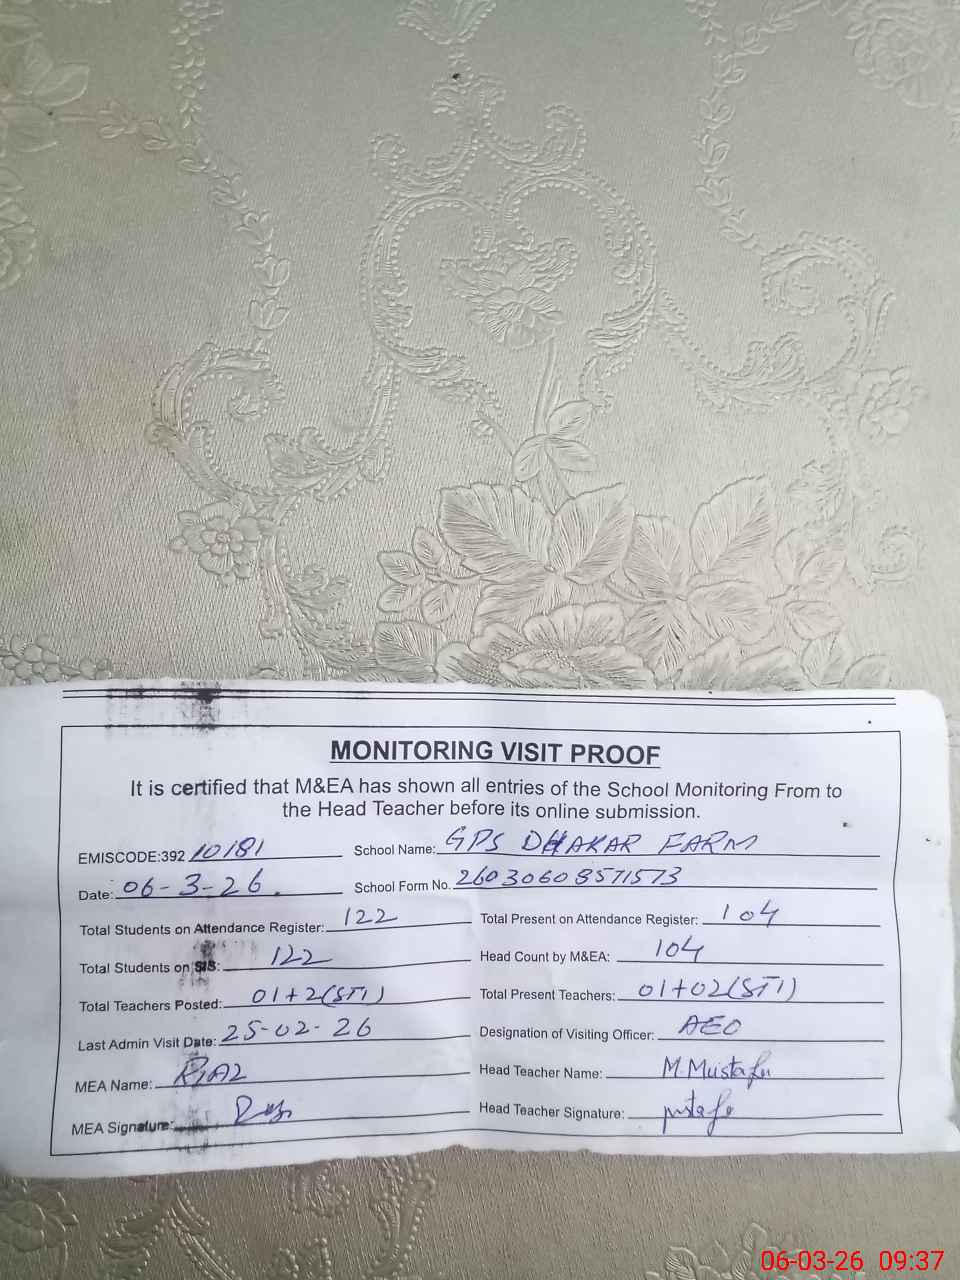 MONITORING VISIT PROOF
It is certified that M&EA has shown all entries of the School Monitoring From to
the Head Teacher before its online submission.
EMISCODE:392 10181 School Name: GPS DHAKAR FARM
Date: 06-3-26. School Form No. 26030608571573
Total Students on Attendance Register: 122 Total Present on Attendance Register: 104
Total Students on SIS: 122 Head Count by M&EA: 104
Total Teachers Posted: 01+2(STI) Total Present Teachers: 01+02(STI)
Last Admin Visit Date: 25-02-26 Designation of Visiting Officer: AEO
MEA Name: RIAZ Head Teacher Name: M. Mustafa
MEA Signature: Head Teacher Signature:
06-03-26 09:37